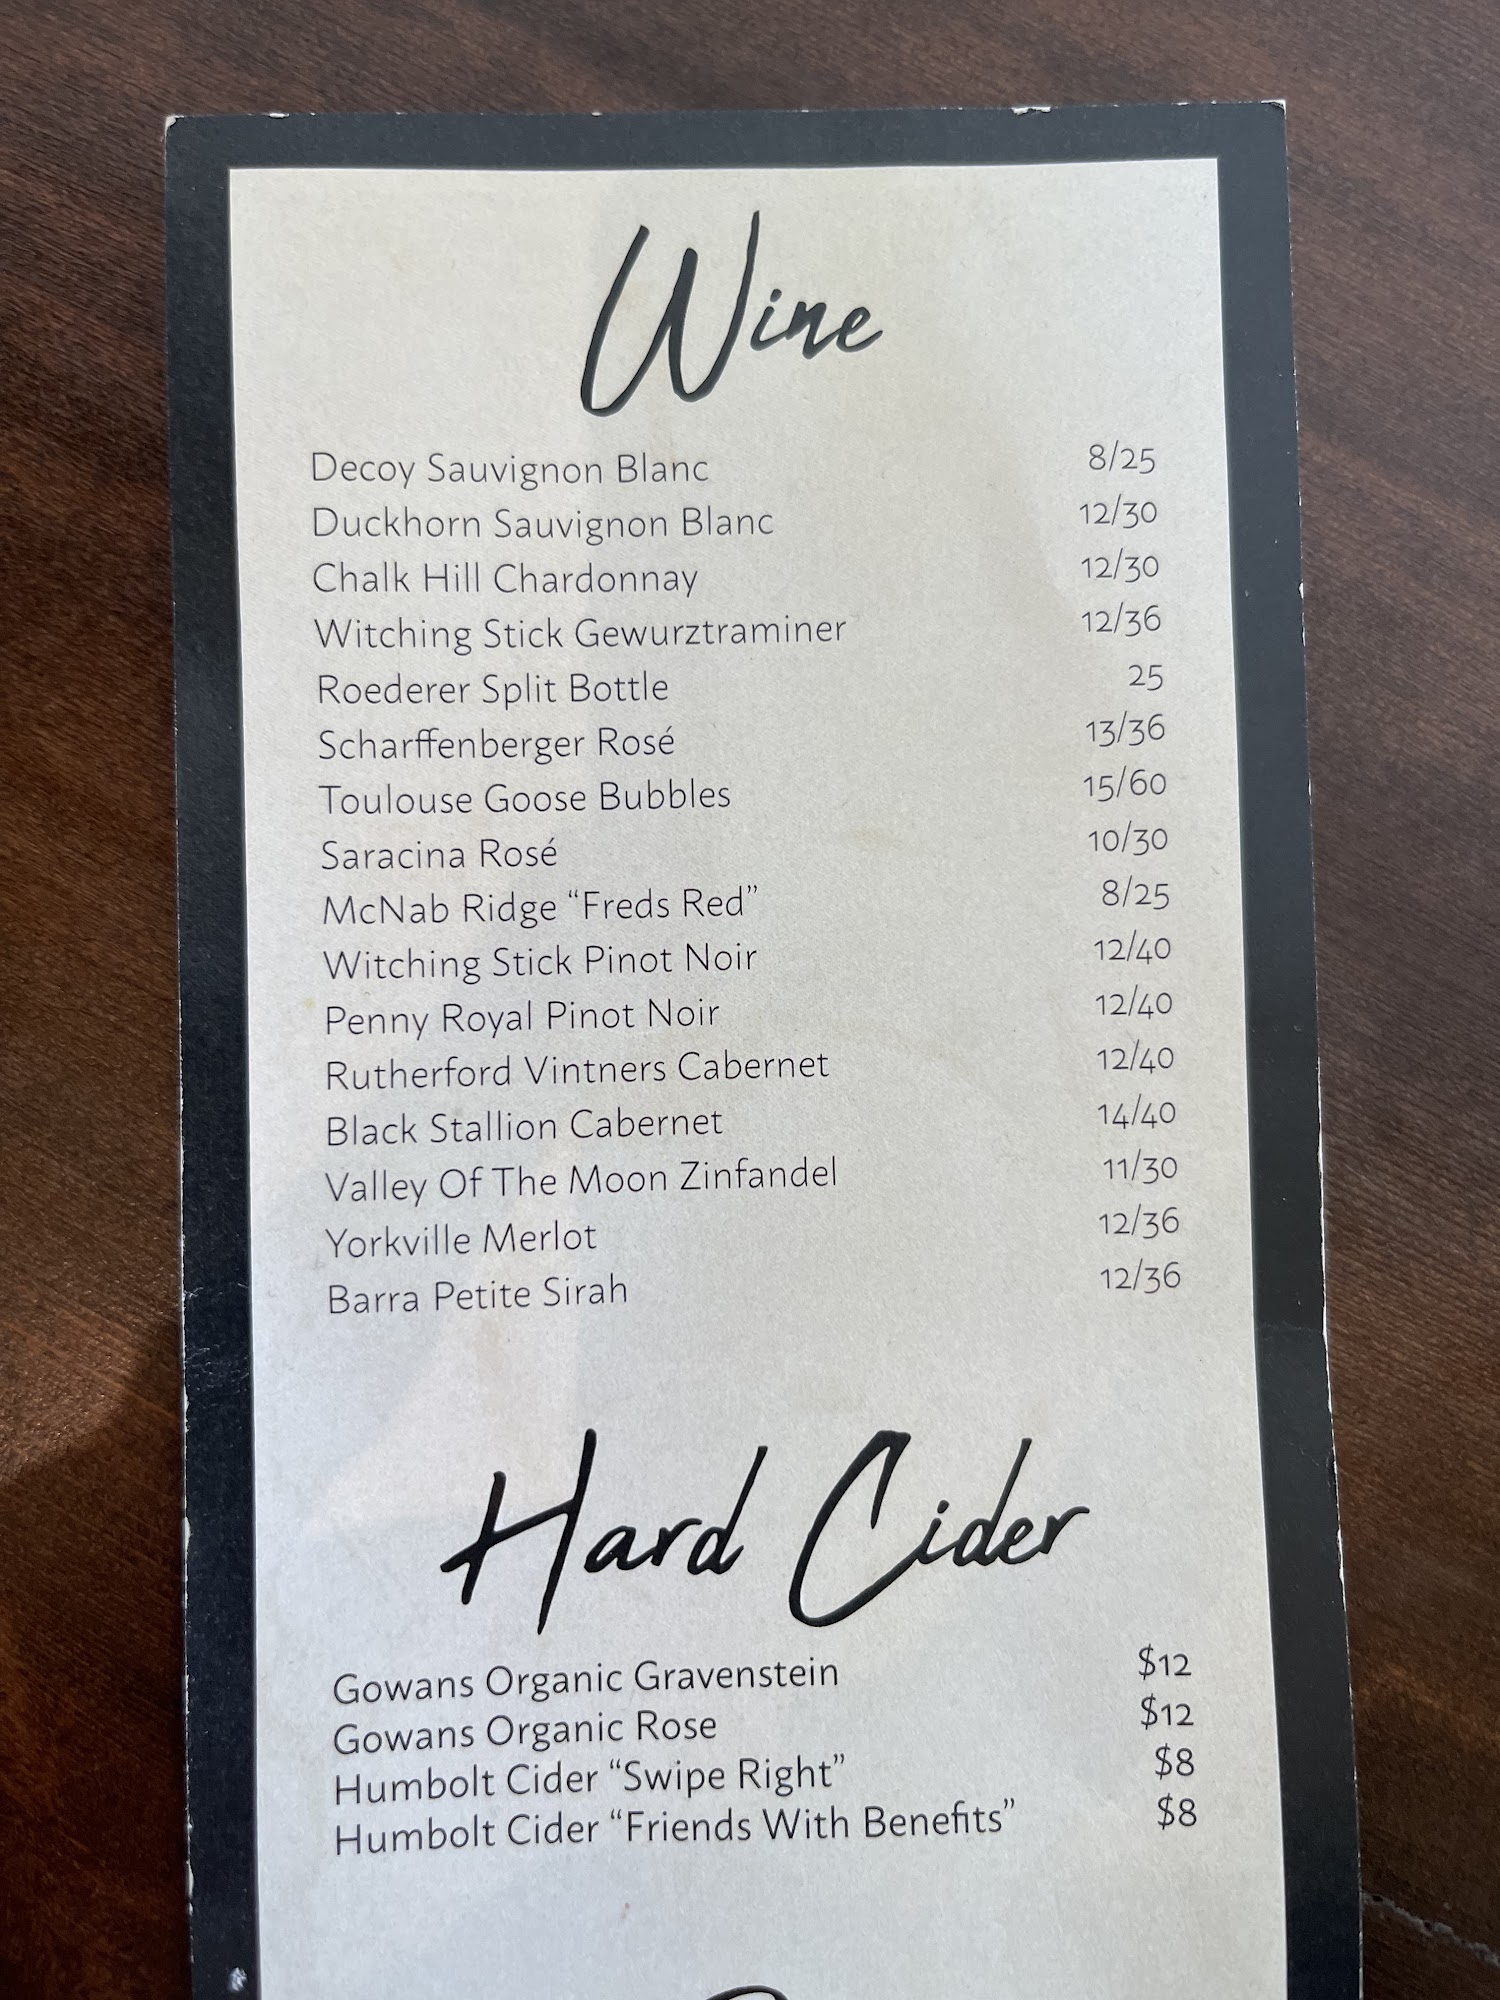 Wine
Decoy Sauvignon Blanc 8/25
Duckhorn Sauvignon Blanc 12/30
Chalk Hill Chardonnay 12/30
Witching Stick Gewurztraminer 12/36
Roederer Split Bottle 25
Scharffenberger Rosé 13/36
Toulouse Goose Bubbles 15/60
Saracina Rosé 10/30
McNab Ridge “Freds Red” 8/25
Witching Stick Pinot Noir 12/40
Penny Royal Pinot Noir 12/40
Rutherford Vintners Cabernet 12/40
Black Stallion Cabernet 14/40
Valley Of The Moon Zinfandel 11/30
Yorkville Merlot 12/36
Barra Petite Sirah 12/36
Hard Cider
Gowans Organic Gravenstein $12
Gowans Organic Rose $12
Humbolt Cider “Swipe Right” $8
Humbolt Cider “Friends With Benefits” $8